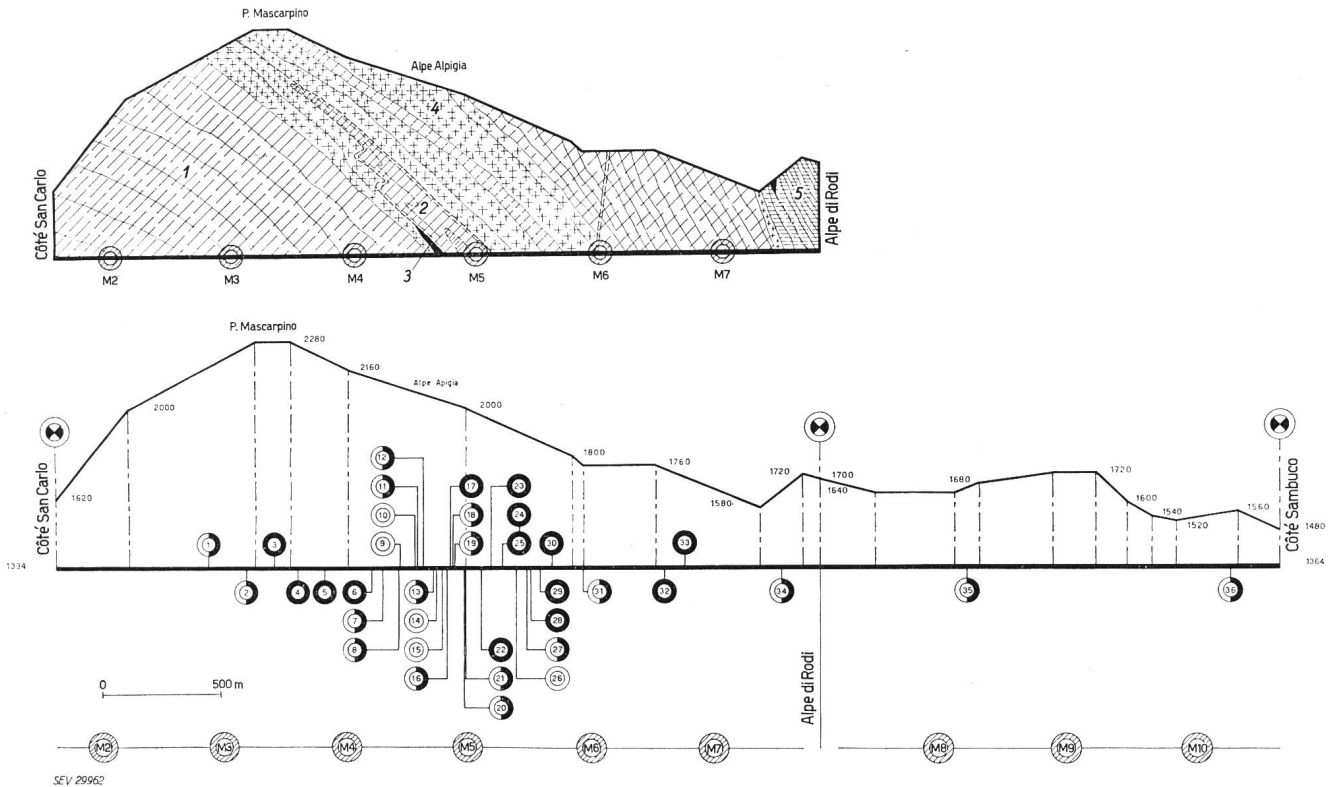 P. Mascarpino
Alpe Alpigia
4
1
2
5
3
Côté San Carlo
Alpe di Rodi
M2 M3 M4 M5 M6 M7
P. Mascarpino
2280
2160
Alpe Apigia
2000
2000
1800
1760
1720
1700
1680
1720
1620
1580
1640
1600
1540
1520
1560
1480
Côté San Carlo
Côté Sambuco
1334
1364
12 17 23
11 18 24
10
1 3 9 19 25 30 33
2 4 5 6 13 29 31 32 34 35 36
7 14 28
8 15 22 27
16 21 26
20
0 500 m
Alpe di Rodi
M2 M3 M4 M5 M6 M7 M8 M9 M10
SEV 29962